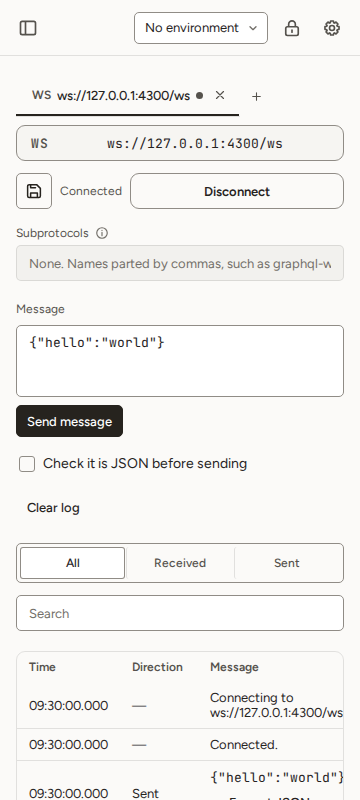 No environment
WS ws://127.0.0.1:4300/ws
WS ws://127.0.0.1:4300/ws
Connected Disconnect
Subprotocols
None. Names parted by commas, such as graphql-w
Message
{"hello":"world"}
Send message
Check it is JSON before sending
Clear log
All Received Sent
Search
Time Direction Message
09:30:00.000 — Connecting to
ws://127.0.0.1:4300/ws
09:30:00.000 — Connected.
{"hello":"world"}
09:30:00.000 Sent